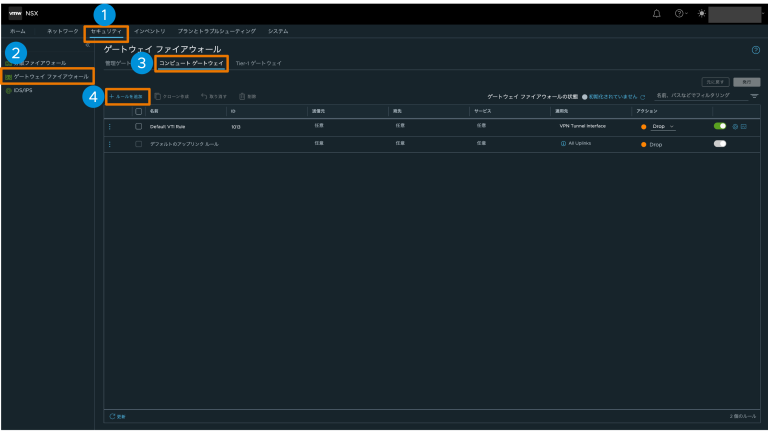 vmw NSX
1
ホーム ネットワーク セキュリティ インベントリ プランとトラブルシューティング システム
2
ファイアウォール
ゲートウェイ ファイアウォール
IDS/IPS
ゲートウェイ ファイアウォール
管理ゲート 3 コンピュート ゲートウェイ Tier-1 ゲートウェイ
元に戻す 発行
4 + ルールを追加 クローン作成 取り消す 削除 ゲートウェイ ファイアウォールの状態 初期化されていません 名前、パスなどでフィルタリング
名前 ID 送信元 宛先 サービス 適用先 アクション
Default VTI Rule 1013 任意 任意 任意 VPN Tunnel Interface Drop
デフォルトのアップリンク ルール 任意 任意 任意 All Uplinks Drop
更新 2 個のルール